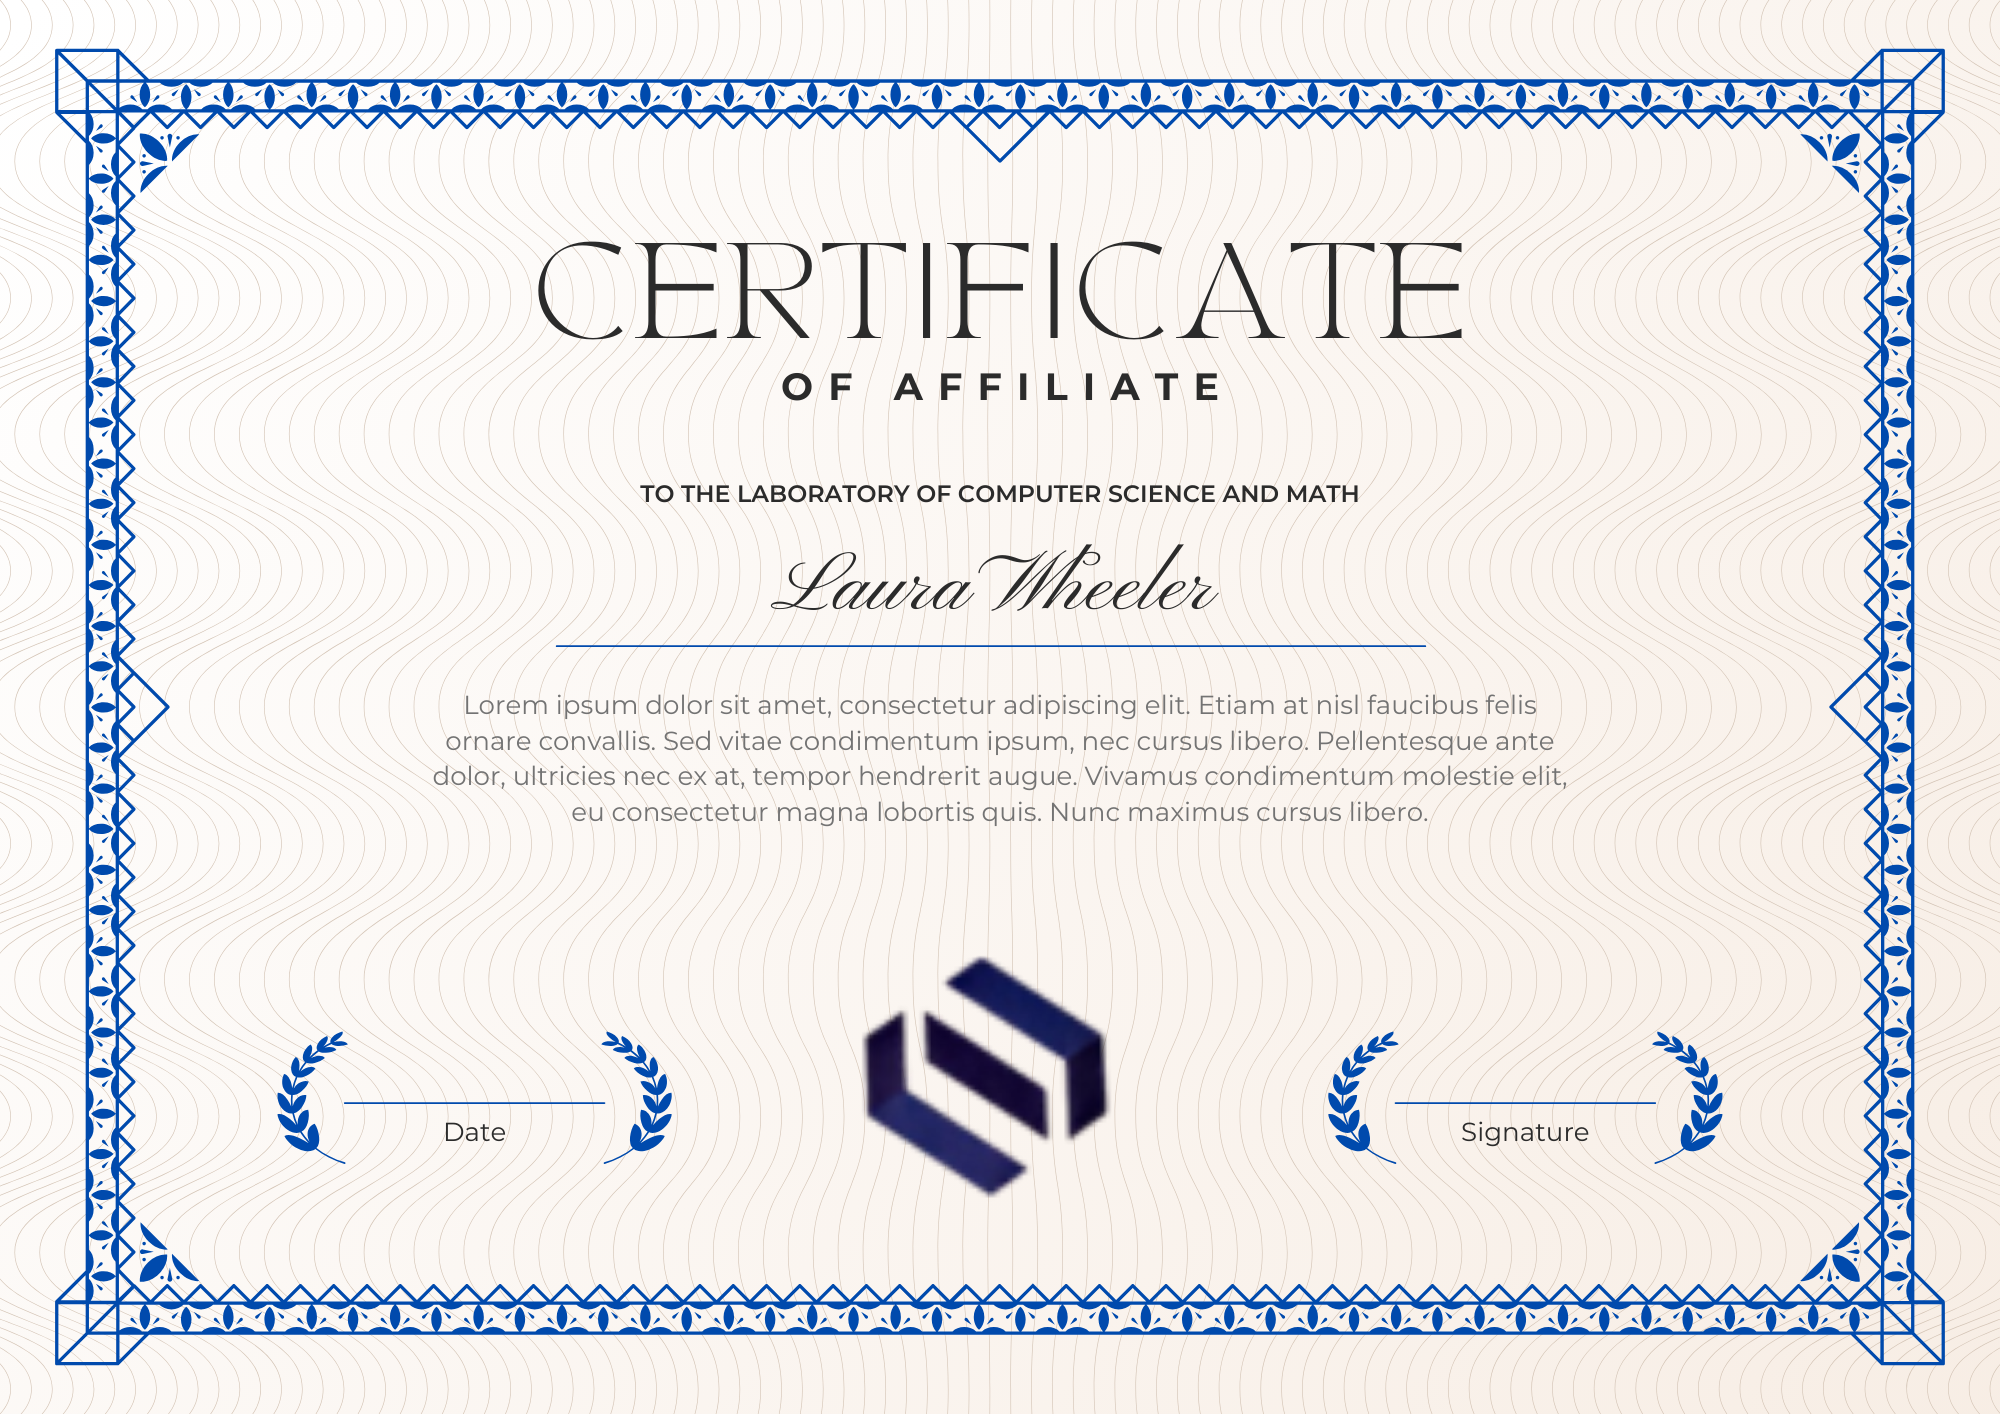 CERTIFICATE
OF AFFILIATE
TO THE LABORATORY OF COMPUTER SCIENCE AND MATH
Laura Wheeler
Lorem ipsum dolor sit amet, consectetur adipiscing elit. Etiam at nisl faucibus felis
ornare convallis. Sed vitae condimentum ipsum, nec cursus libero. Pellentesque ante
dolor, ultricies nec ex at, tempor hendrerit augue. Vivamus condimentum molestie elit,
eu consectetur magna lobortis quis. Nunc maximus cursus libero.
Date
Signature